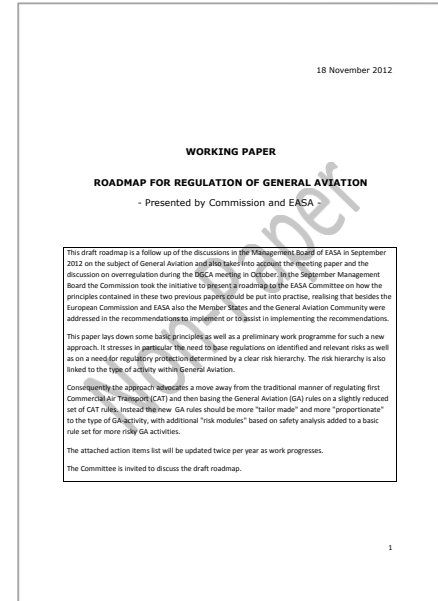 18 November 2012
WORKING PAPER
ROADMAP FOR REGULATION OF GENERAL AVIATION
- Presented by Commission and EASA -
This draft roadmap is a follow up of the discussions in the Management Board of EASA in September
2012 on the subject of General Aviation and also takes into account the meeting paper and the
discussion on overregulation during the DGCA meeting in October. In the September Management
Board the Commission took the initiative to present a roadmap to the EASA Committee on how the
principles contained in these two previous papers could be put into practise, realising that besides the
European Commission and EASA also the Member States and the General Aviation Community were
addressed in the recommendations to implement or to assist in implementing the recommendations.
This paper lays down some basic principles as well as a preliminary work programme for such a new
approach. It stresses in particular the need to base regulations on identified and relevant risks as well
as on a need for regulatory protection determined by a clear risk hierarchy. The risk hierarchy is also
linked to the type of activity within General Aviation.
Consequently the approach advocates a move away from the traditional manner of regulating first
Commercial Air Transport (CAT) and then basing the General Aviation (GA) rules on a slightly reduced
set of CAT rules. Instead the new GA rules should be more "tailor made" and more "proportionate"
to the type of GA-activity, with additional "risk modules" based on safety analysis added to a basic
rule set for more risky GA activities.
The attached action items list will be updated twice per year as work progresses.
The Committee is invited to discuss the draft roadmap.
Non-Paper
1